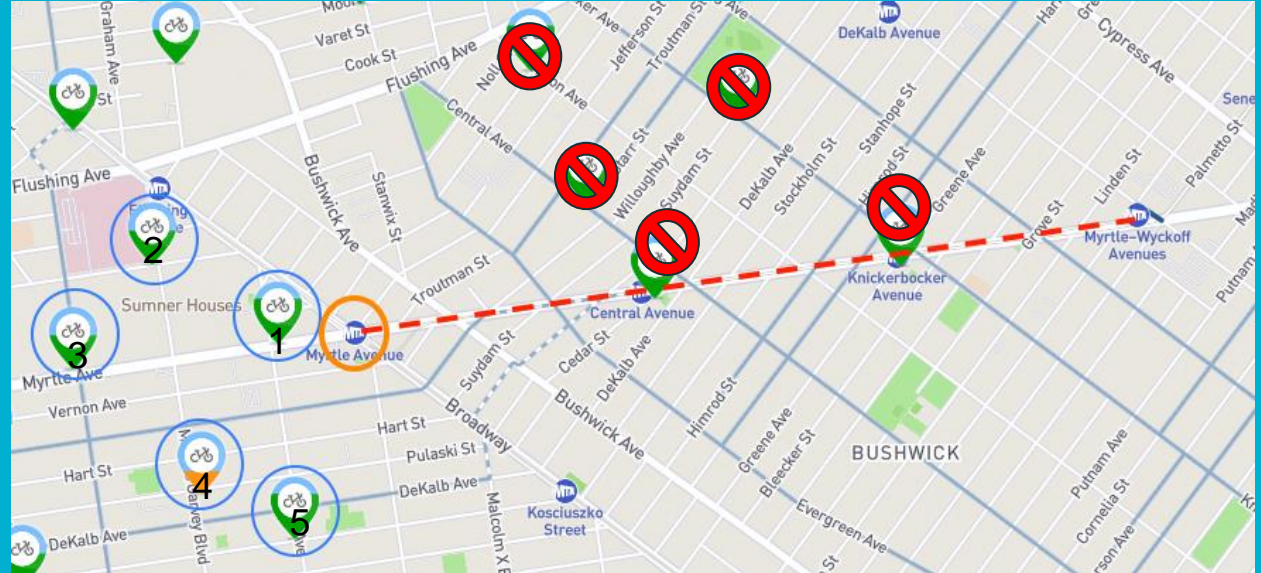 Graham Ave
Varet St
Cook St
Flushing Ave
Jefferson St
Troutman St
DeKalb Avenue
Cypress Ave
St
Central Ave
Starr St
Willoughby Ave
Suydam St
DeKalb Ave
Stockholm St
Stanhope St
Himrod St
Greene Ave
Linden St
Palmetto St
Grove St
Flushing Ave
Bushwick Ave
Stanwix St
Troutman St
2
Sumner Houses
1
3
Myrtle Avenue
Central Avenue
Knickerbocker
Avenue
Myrtle-Wyckoff
Avenues
Myrtle Ave
Vernon Ave
Suydam St
Cedar St
DeKalb Ave
Bushwick Ave
Himrod St
Greene Ave
Bleecker St
BUSHWICK
Broadway
Hart St
Pulaski St
Hart St
4
DeKalb Ave
5
Kosciuszko
Street
Evergreen Ave
Putnam Ave
Cornelia St
DeKalb Ave